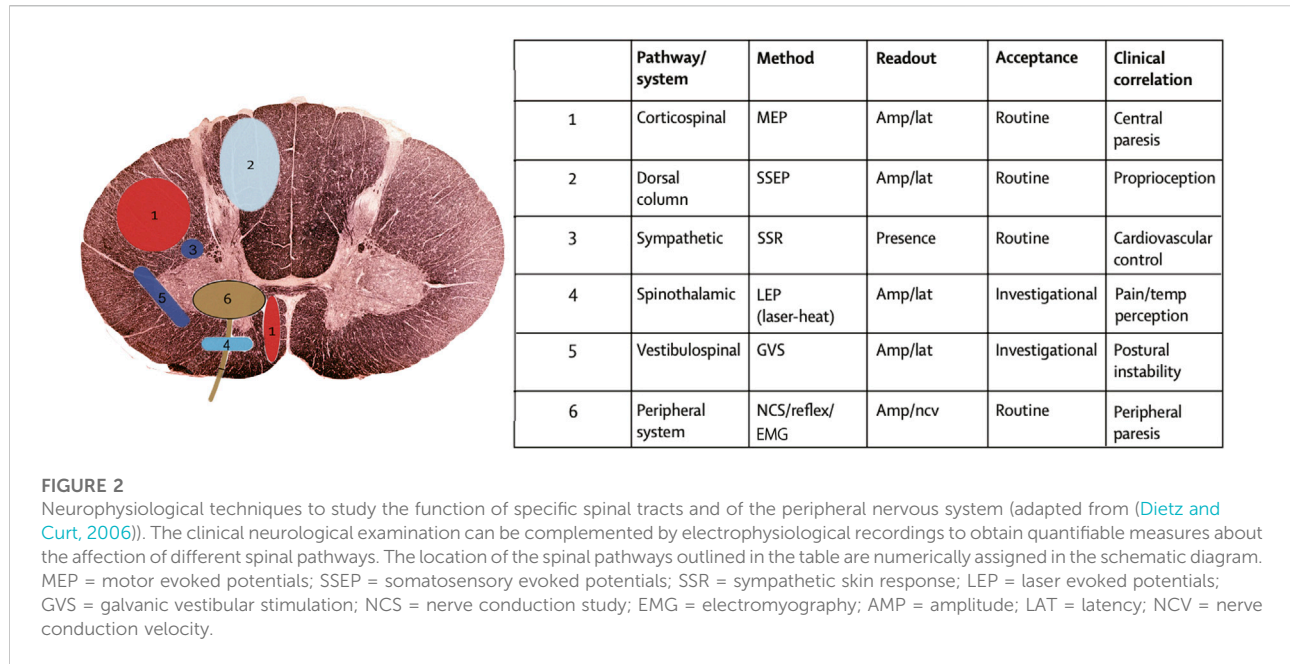 2
1
3
5
6
1
4
Pathway/ system Method Readout Acceptance Clinical correlation
1 Corticospinal MEP Amp/lat Routine Central paresis
2 Dorsal column SSEP Amp/lat Routine Proprioception
3 Sympathetic SSR Presence Routine Cardiovascular control
4 Spinothalamic LEP (laser-heat) Amp/lat Investigational Pain/temp perception
5 Vestibulospinal GVS Amp/lat Investigational Postural instability
6 Peripheral system NCS/reflex/ EMG Amp/ncv Routine Peripheral paresis
FIGURE 2
Neurophysiological techniques to study the function of specific spinal tracts and of the peripheral nervous system (adapted from (Dietz and
Curt, 2006)). The clinical neurological examination can be complemented by electrophysiological recordings to obtain quantifiable measures about
the affection of different spinal pathways. The location of the spinal pathways outlined in the table are numerically assigned in the schematic diagram.
MEP = motor evoked potentials; SSEP = somatosensory evoked potentials; SSR = sympathetic skin response; LEP = laser evoked potentials;
GVS = galvanic vestibular stimulation; NCS = nerve conduction study; EMG = electromyography; AMP = amplitude; LAT = latency; NCV = nerve
conduction velocity.